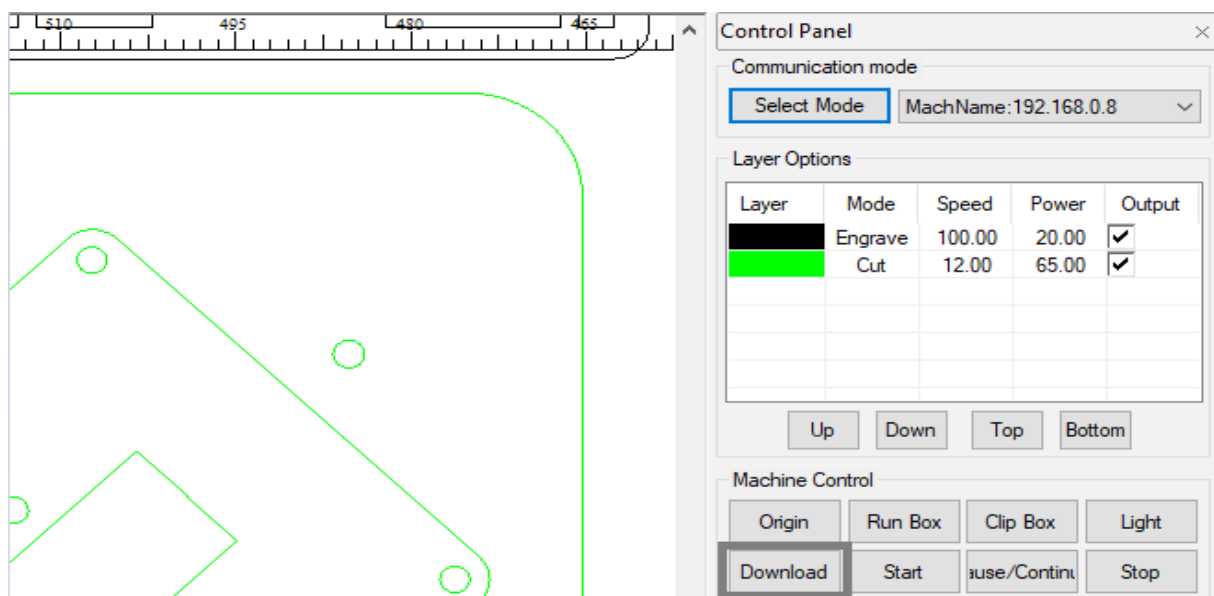 510 495 480 465
Control Panel
Communication mode
Select Mode MachName:192.168.0.8
Layer Options
Layer Mode Speed Power Output
Engrave 100.00 20.00
Cut 12.00 65.00
Up Down Top Bottom
Machine Control
Origin Run Box Clip Box Light
Download Start ause/Continu Stop